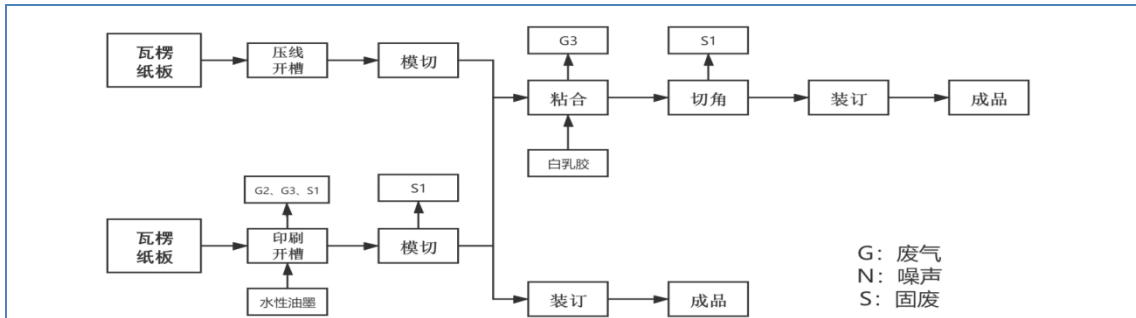 G3
S1
瓦楞
纸板
压线
开槽
模切
粘合
切角
装订
成品
白乳胶
G2、G3、S1
S1
瓦楞
纸板
印刷
开槽
模切
水性油墨
装订
成品
G：废气
N：噪声
S：固废